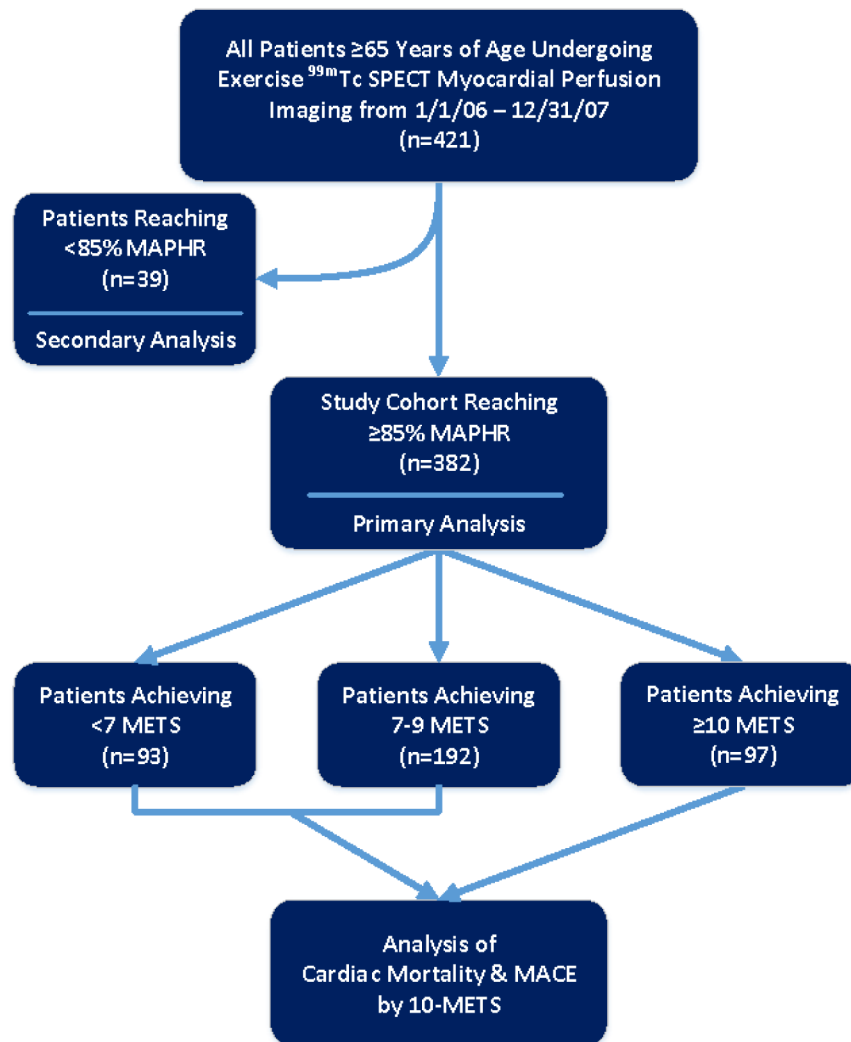 All Patients ≥65 Years of Age Undergoing
Exercise ⁹⁹ᵐTc SPECT Myocardial Perfusion
Imaging from 1/1/06 – 12/31/07
(n=421)
Patients Reaching
<85% MAPHR
(n=39)
Secondary Analysis
Study Cohort Reaching
≥85% MAPHR
(n=382)
Primary Analysis
Patients Achieving
<7 METS
(n=93)
Patients Achieving
7-9 METS
(n=192)
Patients Achieving
≥10 METS
(n=97)
Analysis of
Cardiac Mortality & MACE
by 10-METS